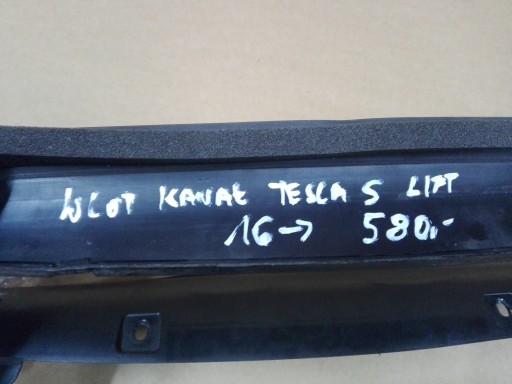 WLOT KANAŁ TESLA S LIFT
16-> 580,-